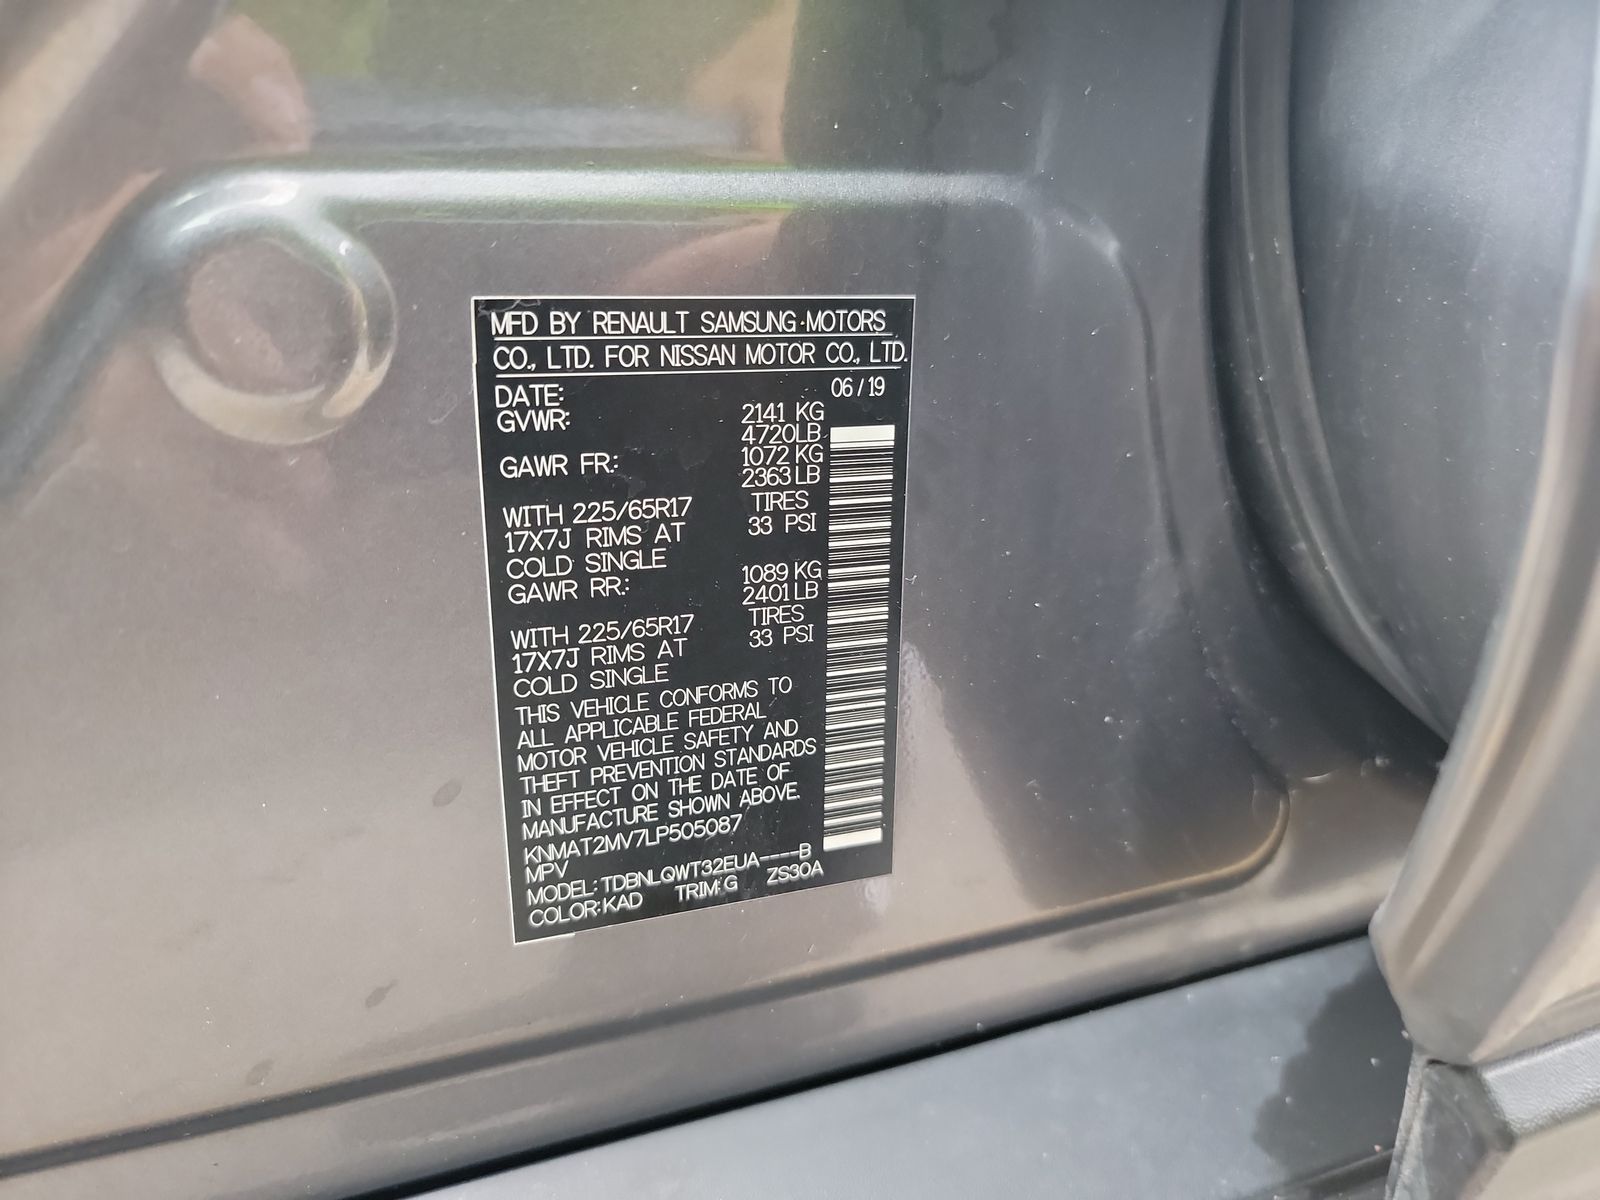 MFD BY RENAULT SAMSUNG MOTORS
CO., LTD. FOR NISSAN MOTOR CO., LTD.
DATE: 06/19
GVWR: 2141 KG
4720LB
GAWR FR: 1072 KG
2363 LB
WITH 225/65R17 TIRES
17X7J RIMS AT 33 PSI
COLD SINGLE
GAWR RR: 1089 KG
2401 LB
WITH 225/65R17 TIRES
17X7J RIMS AT 33 PSI
COLD SINGLE
THIS VEHICLE CONFORMS TO
ALL APPLICABLE FEDERAL
MOTOR VEHICLE SAFETY AND
THEFT PREVENTION STANDARDS
IN EFFECT ON THE DATE OF
MANUFACTURE SHOWN ABOVE.
KNMAT2MV7LP505087
MPV
MODEL: TDBNLQWT32EUA----B
COLOR: KAD TRIM: G ZS30A